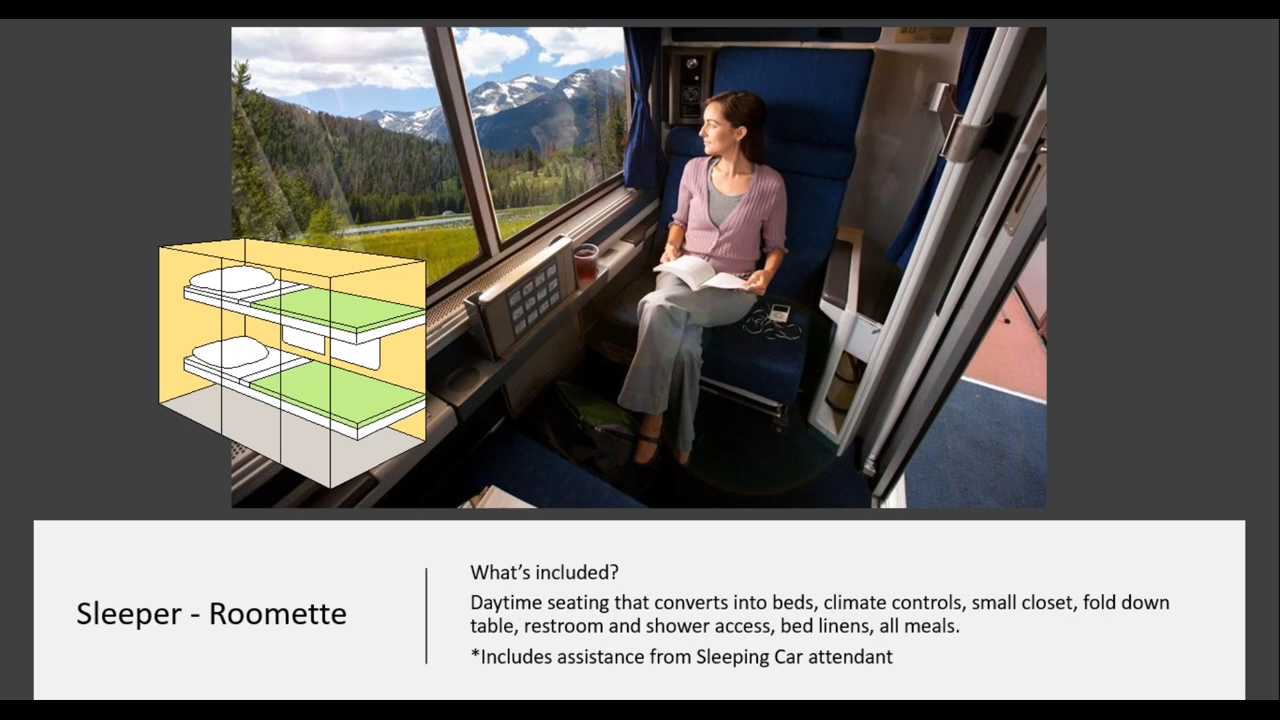 Sleeper - Roomette
What’s included?
Daytime seating that converts into beds, climate controls, small closet, fold down
table, restroom and shower access, bed linens, all meals.
*Includes assistance from Sleeping Car attendant